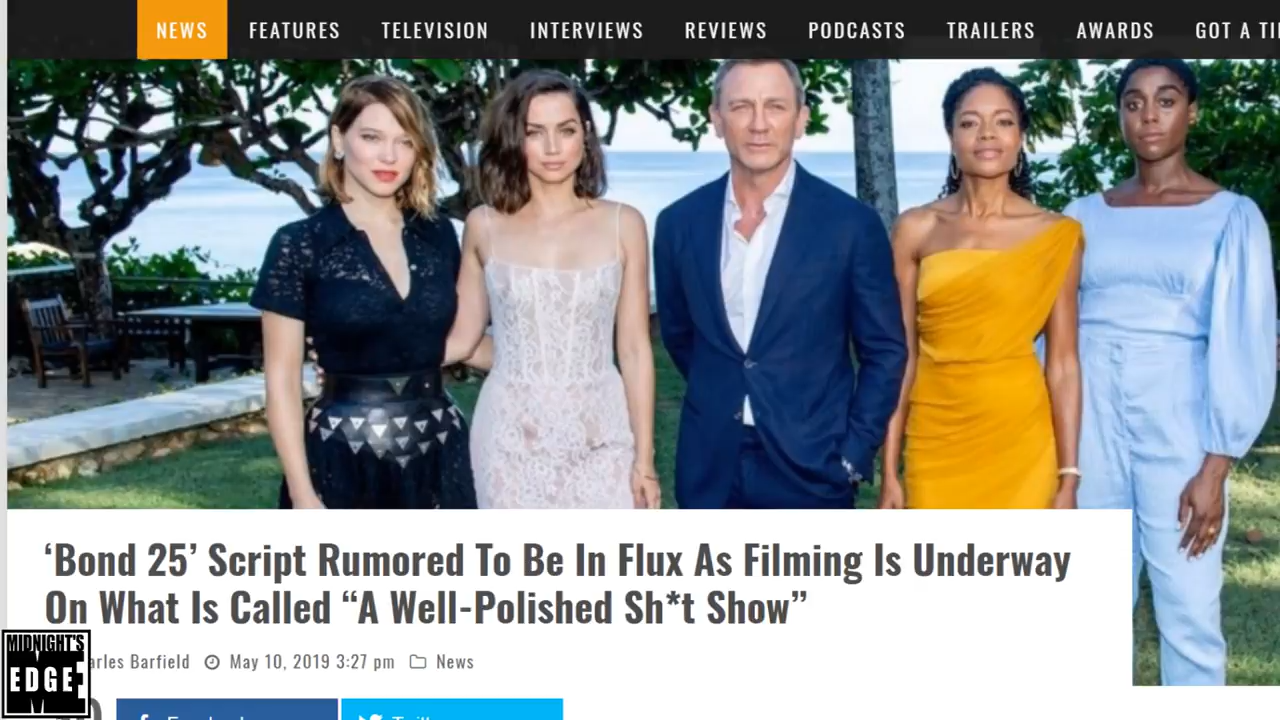 NEWS FEATURES TELEVISION INTERVIEWS REVIEWS PODCASTS TRAILERS AWARDS GOT A
‘Bond 25’ Script Rumored To Be In Flux As Filming Is Underway
On What Is Called “A Well-Polished Sh*t Show”
Barfield May 10, 2019 3:27 pm News
MIDNIGHT'S
EDGE